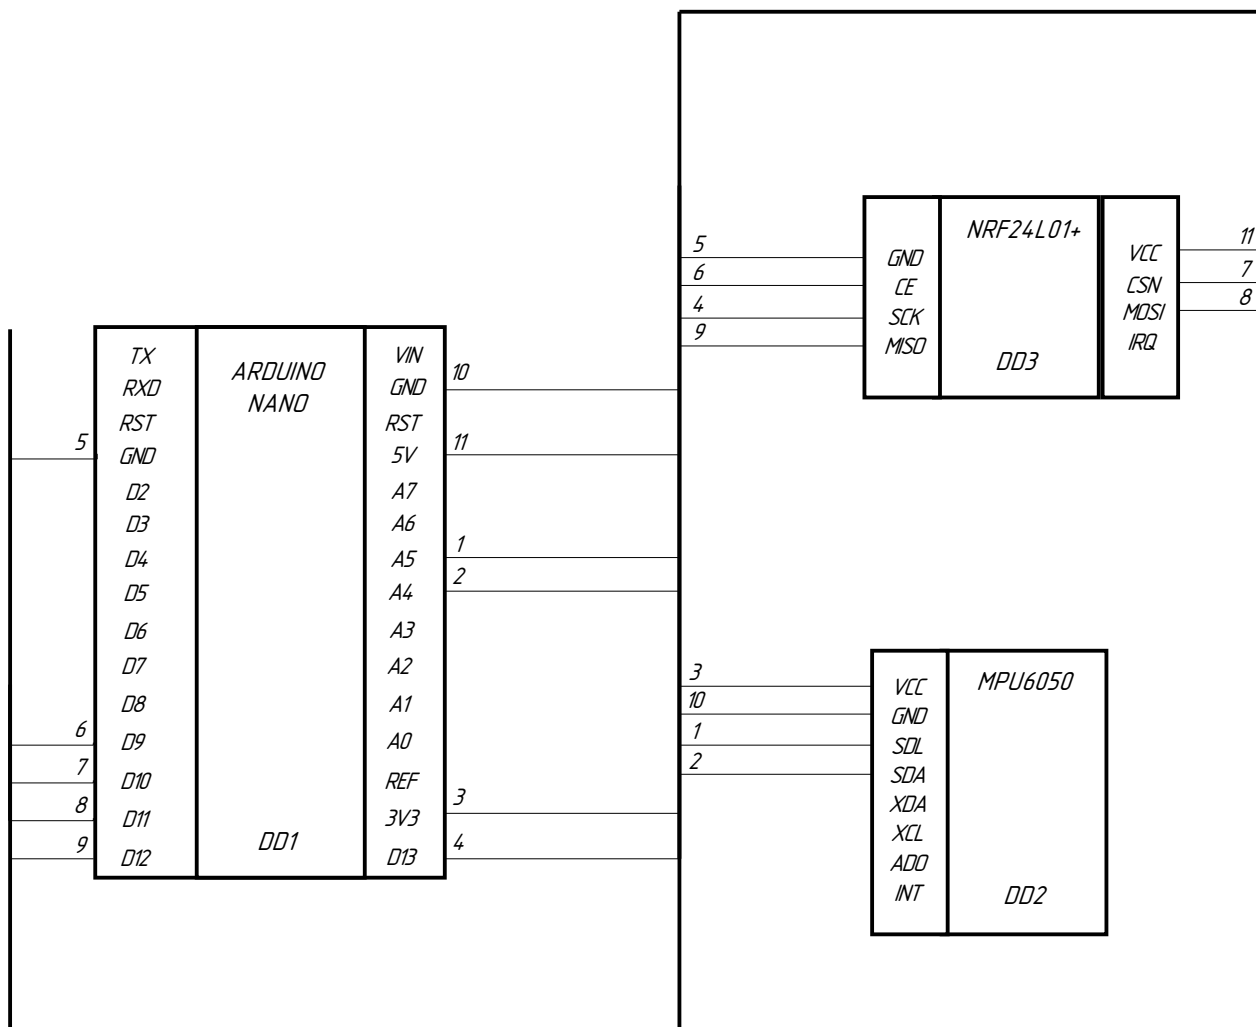 5
6
4
9
GND
CE
SCK
MISO
NRF24L01+
DD3
VCC
CSN
MOSI
IRQ
11
7
8
5
6
7
8
9
TX
RXD
RST
GND
D2
D3
D4
D5
D6
D7
D8
D9
D10
D11
D12
ARDUINO
NANO
DD1
VIN
GND
RST
5V
A7
A6
A5
A4
A3
A2
A1
A0
REF
3V3
D13
10
11
1
2
3
4
3
10
1
2
VCC
GND
SDL
SDA
XDA
XCL
ADO
INT
MPU6050
DD2